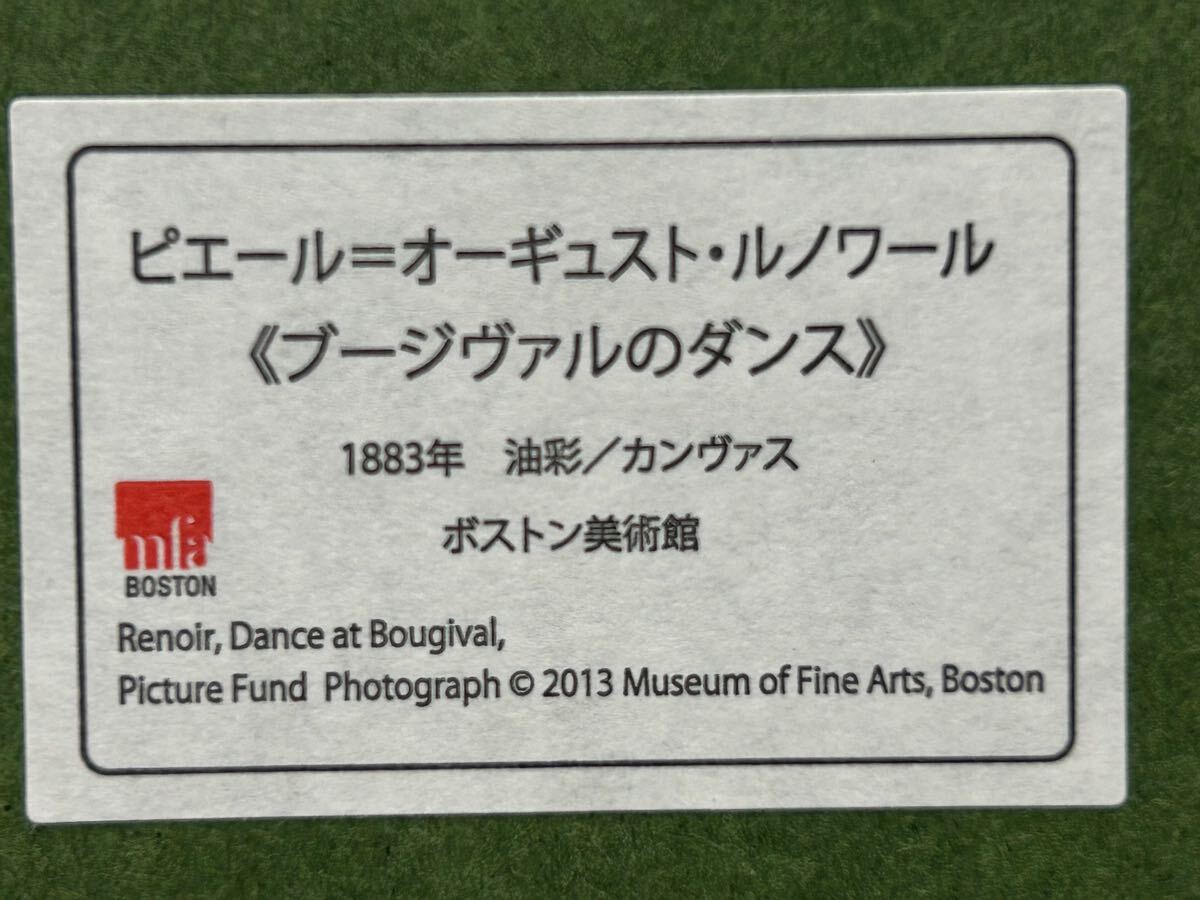 ピエール＝オーギュスト・ルノワール
《ブージヴァルのダンス》
1883年　油彩／カンヴァス
ボストン美術館
mfa
BOSTON
Renoir, Dance at Bougival,
Picture Fund Photograph © 2013 Museum of Fine Arts, Boston